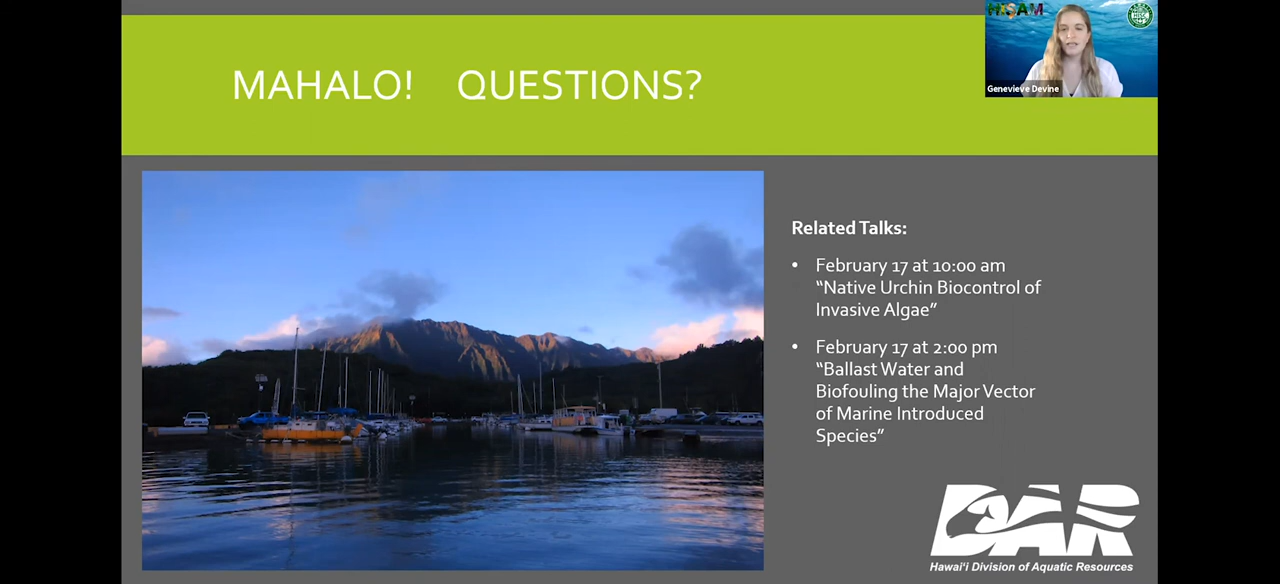 MAHALO! QUESTIONS?
HISAM
HISC
Genevieve Devine
Related Talks:
• February 17 at 10:00 am
“Native Urchin Biocontrol of
Invasive Algae”
• February 17 at 2:00 pm
“Ballast Water and
Biofouling the Major Vector
of Marine Introduced
Species”
DAR
Hawai‘i Division of Aquatic Resources